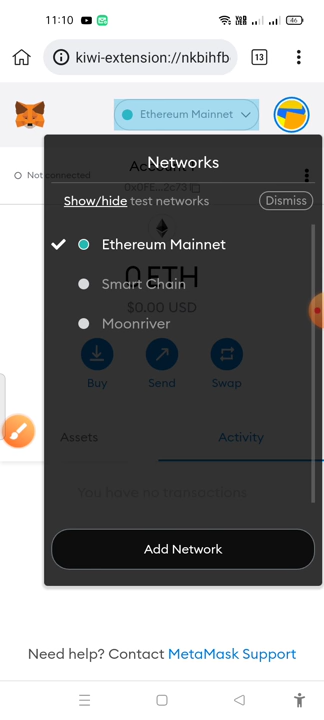 11:10
46
kiwi-extension://nkbihfb
13
Ethereum Mainnet
Not connected
Account 1
0x0FE...2c73
Networks
Show/hide test networks
Dismiss
Ethereum Mainnet
0 ETH
Smart Chain
$0.00 USD
Moonriver
Buy
Send
Swap
Assets
Activity
You have no transactions
Add Network
Need help? Contact MetaMask Support